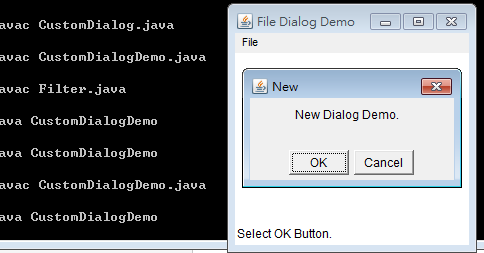 avac CustomDialog.java
avac CustomDialogDemo.java
avac Filter.java
ava CustomDialogDemo
ava CustomDialogDemo
avac CustomDialogDemo.java
ava CustomDialogDemo
File Dialog Demo
File
New
New Dialog Demo.
OK
Cancel
Select OK Button.